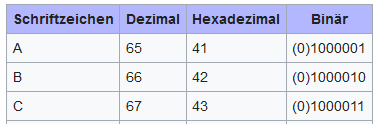 Schriftzeichen Dezimal Hexadezimal Binär
A 65 41 (0)1000001
B 66 42 (0)1000010
C 67 43 (0)1000011